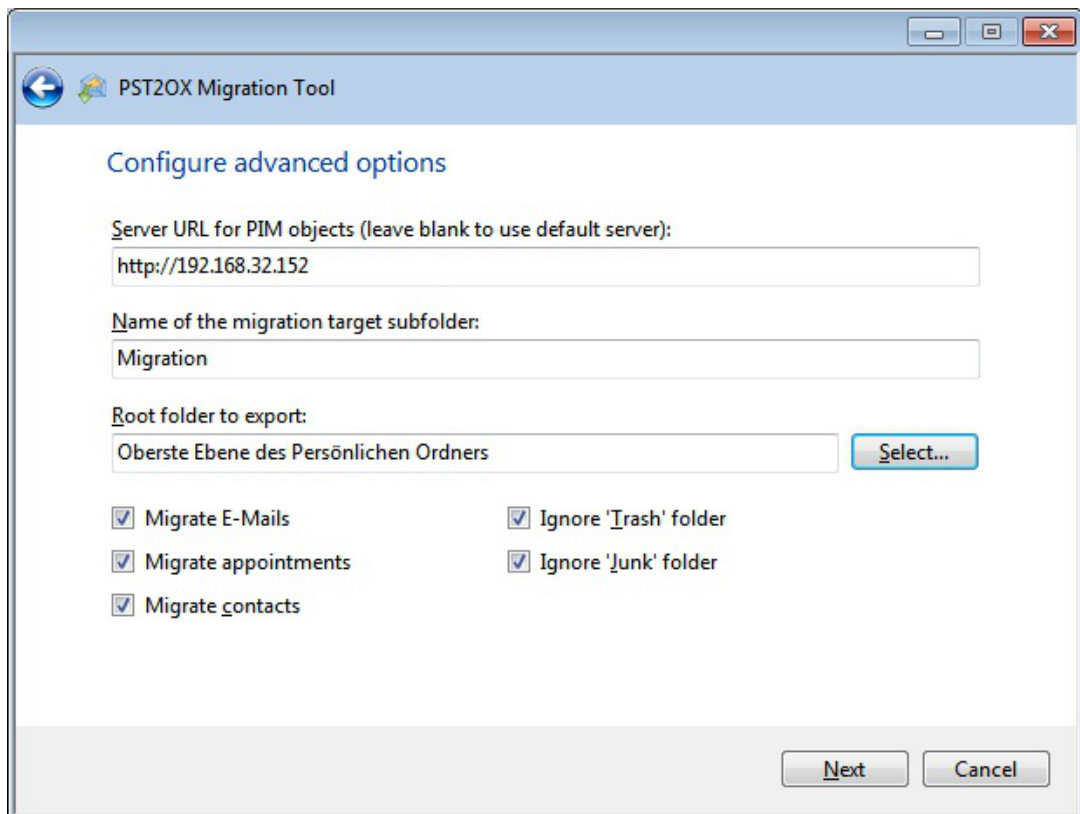 PST2OX Migration Tool
Configure advanced options
Server URL for PIM objects (leave blank to use default server):
http://192.168.32.152
Name of the migration target subfolder:
Migration
Root folder to export:
Oberste Ebene des Persönlichen Ordners
Select...
Migrate E-Mails
Ignore 'Trash' folder
Migrate appointments
Ignore 'Junk' folder
Migrate contacts
Next
Cancel